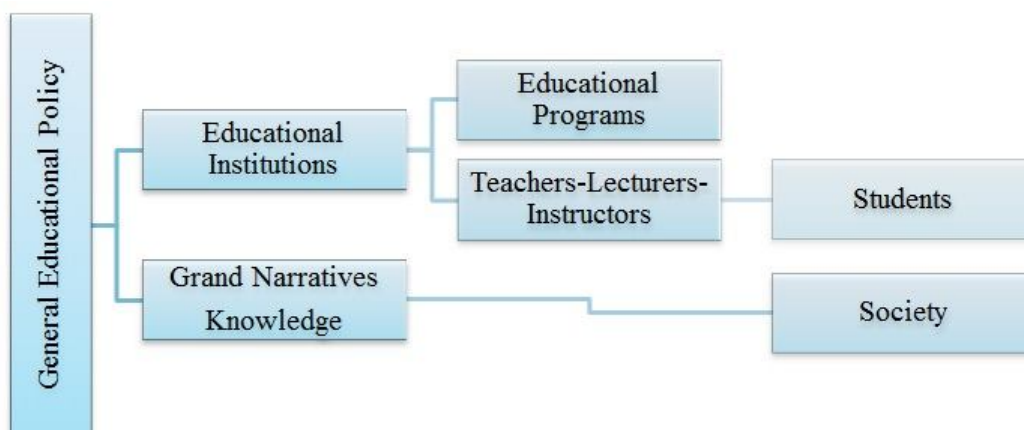 General Educational Policy
Educational
Institutions
Grand Narratives
Knowledge
Educational
Programs
Teachers-Lecturers-
Instructors
Students
Society